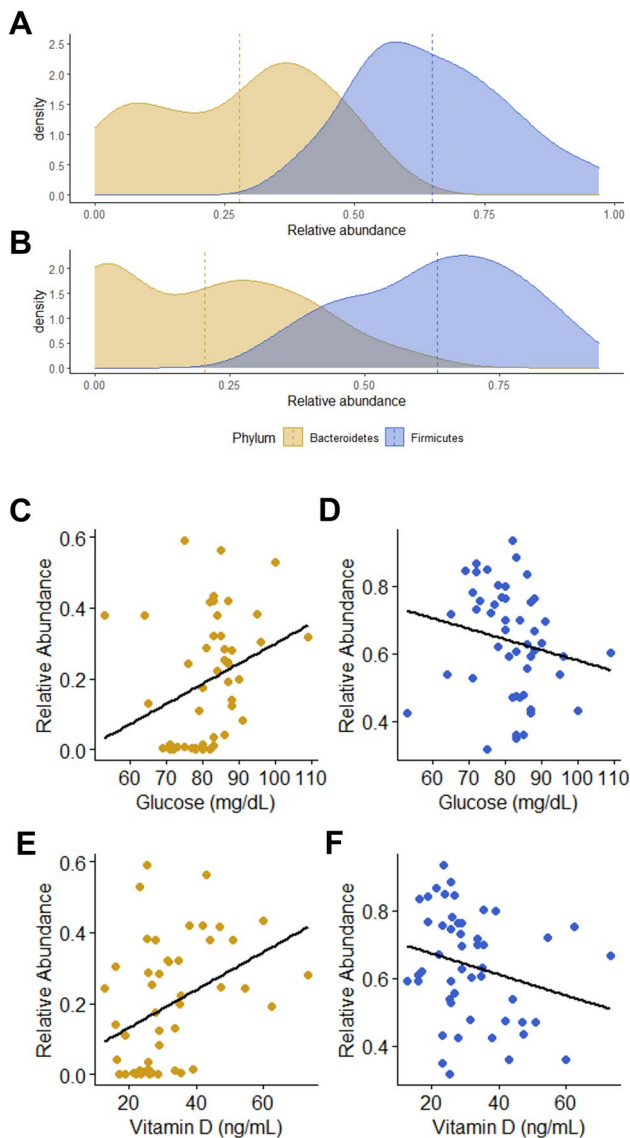 A
density
2.5
2.0
1.5
1.0
0.5
0.0
0.00 0.25 0.50 0.75 1.00
Relative abundance
B
density
2.0
1.5
1.0
0.5
0.0
0.00 0.25 0.50 0.75
Relative abundance
Phylum Bacteroidetes Firmicutes
C
Relative Abundance
0.6
0.4
0.2
0.0
60 70 80 90 100 110
Glucose (mg/dL)
D
Relative Abundance
0.8
0.6
0.4
60 70 80 90 100 110
Glucose (mg/dL)
E
Relative Abundance
0.6
0.4
0.2
0.0
20 40 60
Vitamin D (ng/mL)
F
Relative Abundance
0.8
0.6
0.4
20 40 60
Vitamin D (ng/mL)